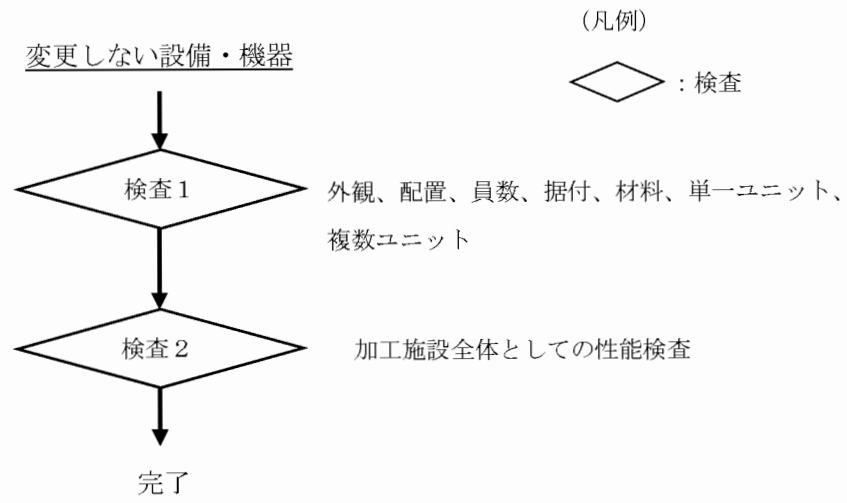 （凡例）
変更しない設備・機器
：検査
検査１
外観、配置、員数、据付、材料、単一ユニット、
複数ユニット
検査２
加工施設全体としての性能検査
完了